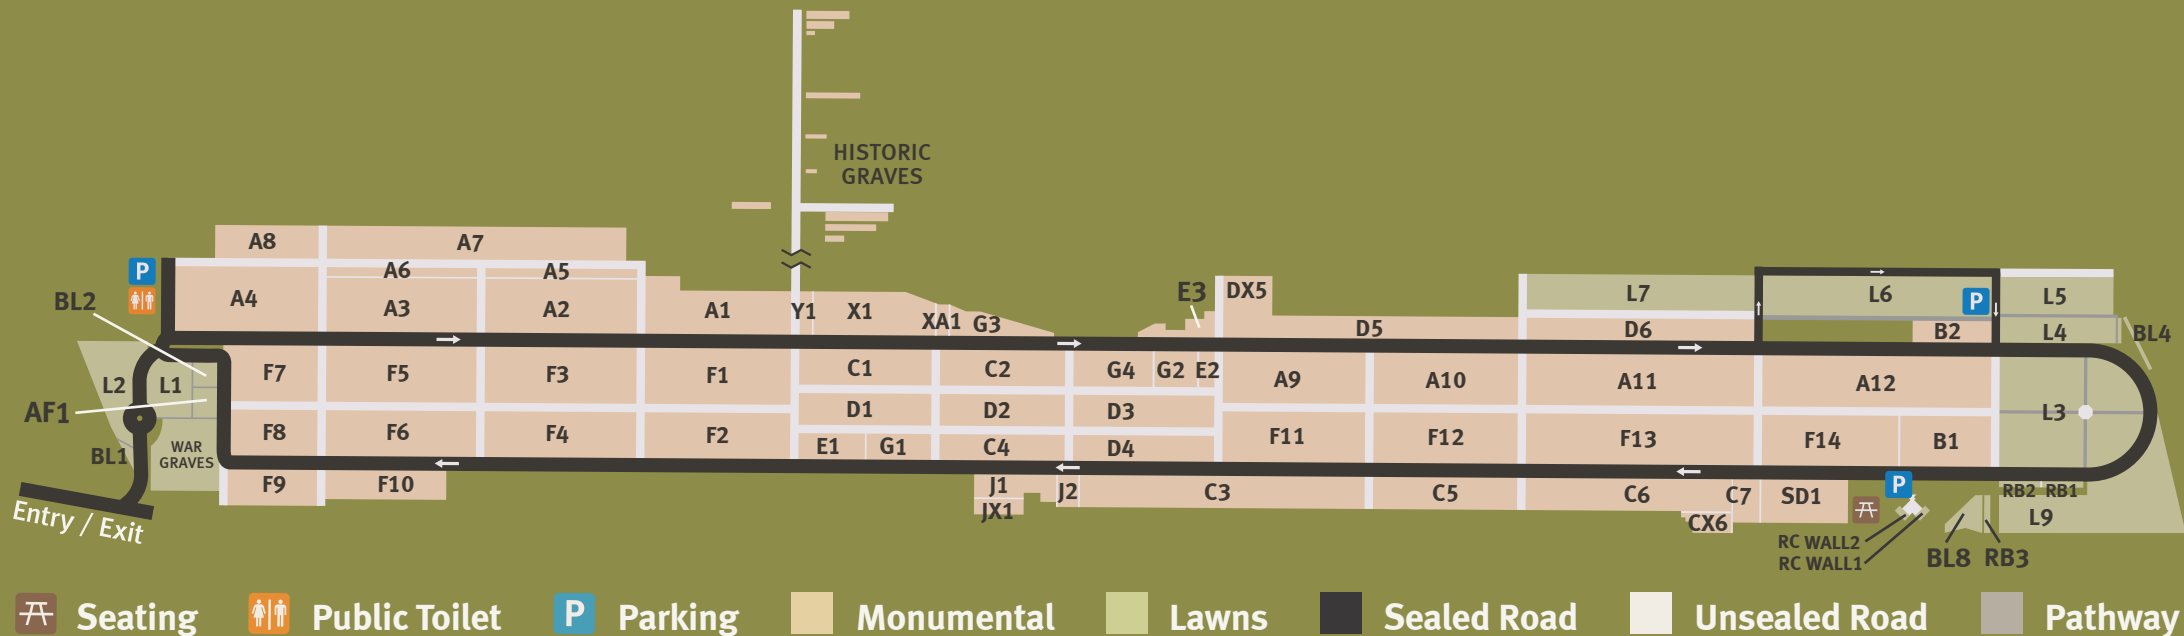 HISTORIC
GRAVES
A8
A7
P
A6
A5
BL2
A4
A3
A2
A1
Y1
X1
XA1
G3
E3
DX5
D5
L7
D6
L6
P
B2
L5
L4
BL4
L2
L1
F7
F5
F3
F1
C1
C2
G4
G2
E2
A9
A10
A11
A12
L3
AF1
D1
D2
D3
BL1
WAR
GRAVES
F8
F6
F4
F2
E1
G1
C4
D4
F11
F12
F13
F14
B1
F9
F10
J1
JX1
J2
C3
C5
C6
C7
CX6
SD1
P
RB2
RB1
L9
RC WALL2
RC WALL1
BL8
RB3
Entry / Exit
Seating
Public Toilet
P
Parking
Monumental
Lawns
Sealed Road
Unsealed Road
Pathway